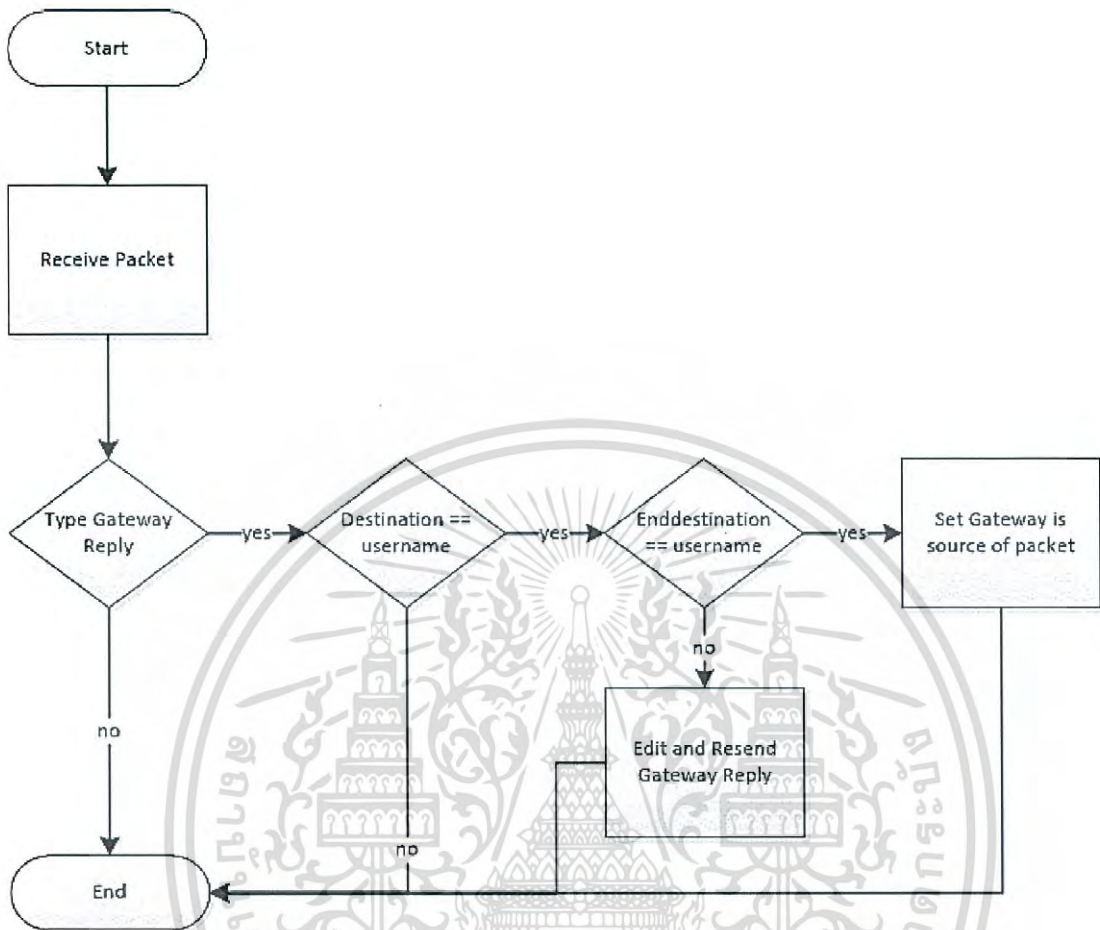 Start
Receive Packet
Type Gateway
Reply
yes
Destination ==
username
yes
Enddestination
== username
yes
Set Gateway is
source of packet
no
no
no
Edit and Resend
Gateway Reply
End